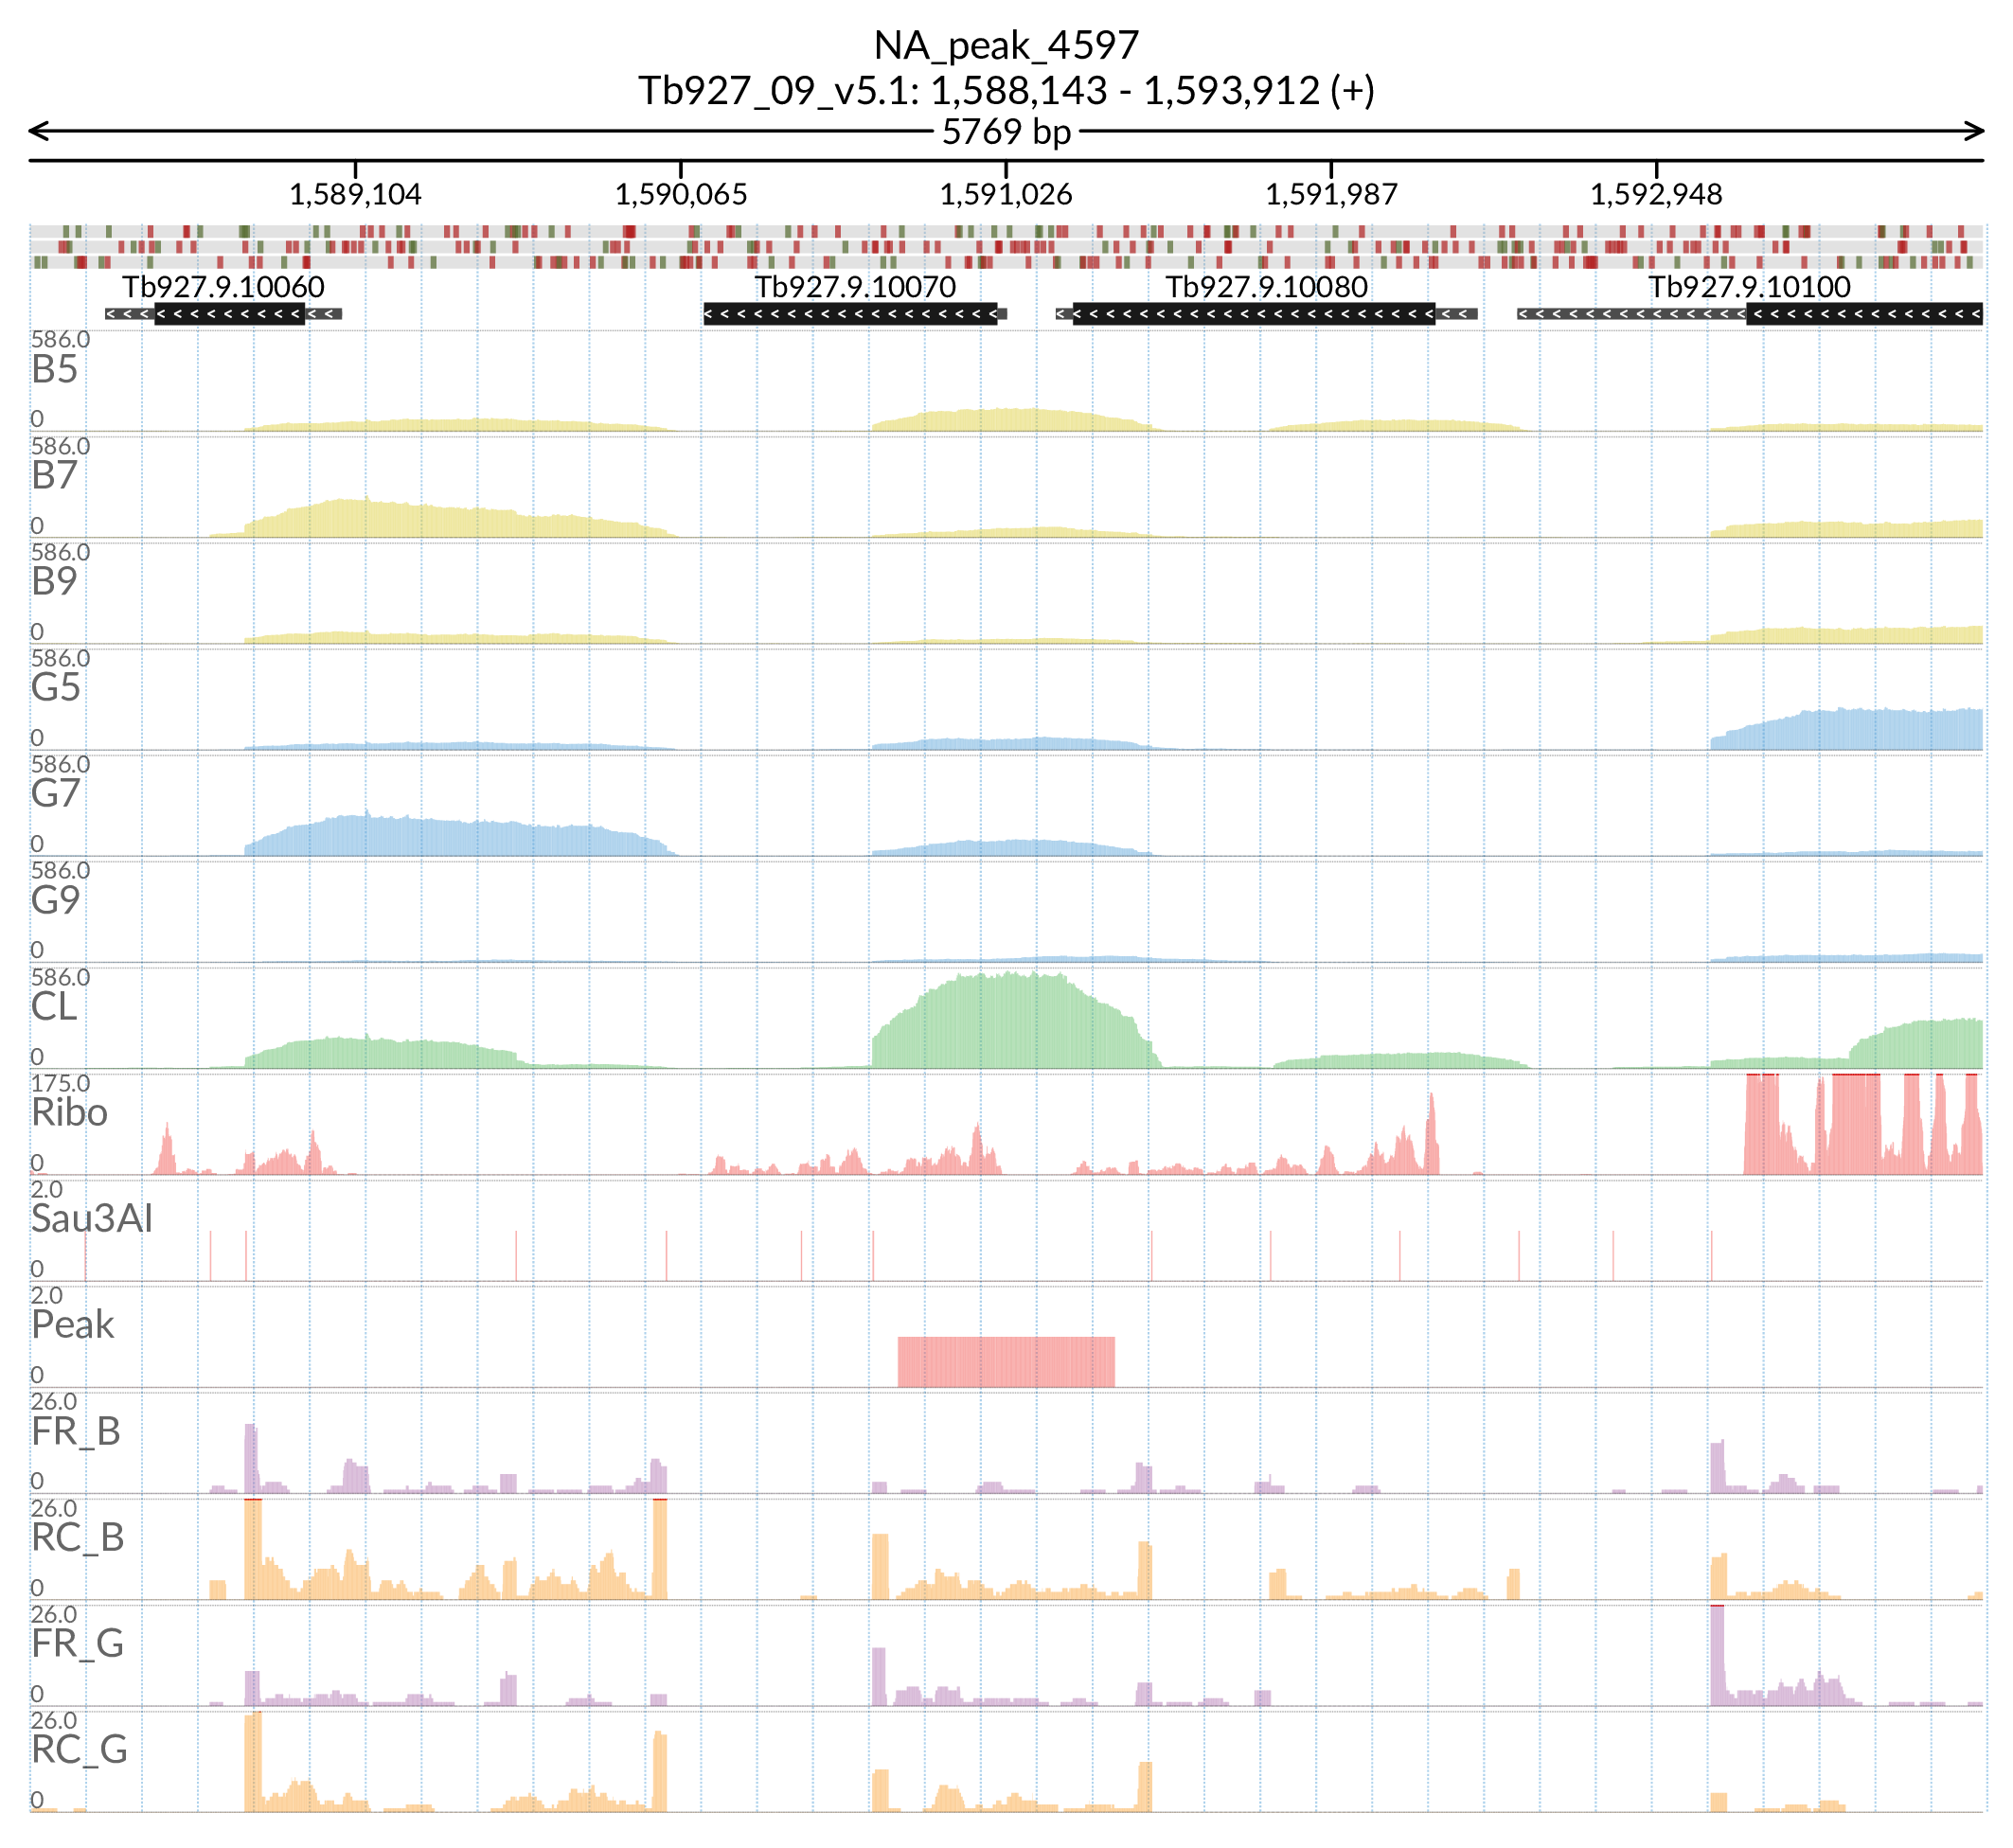 NA_peak_4597
Tb927_09_v5.1: 1,588,143 - 1,593,912 (+)
5769 bp
1,589,104 1,590,065 1,591,026 1,591,987 1,592,948
Tb927.9.10060 Tb927.9.10070 Tb927.9.10080 Tb927.9.10100
586.0
B5
0
586.0
B7
0
586.0
B9
0
586.0
G5
0
586.0
G7
0
586.0
G9
0
586.0
CL
0
175.0
Ribo
0
2.0
Sau3AI
0
2.0
Peak
0
26.0
FR_B
0
26.0
RC_B
0
26.0
FR_G
0
26.0
RC_G
0